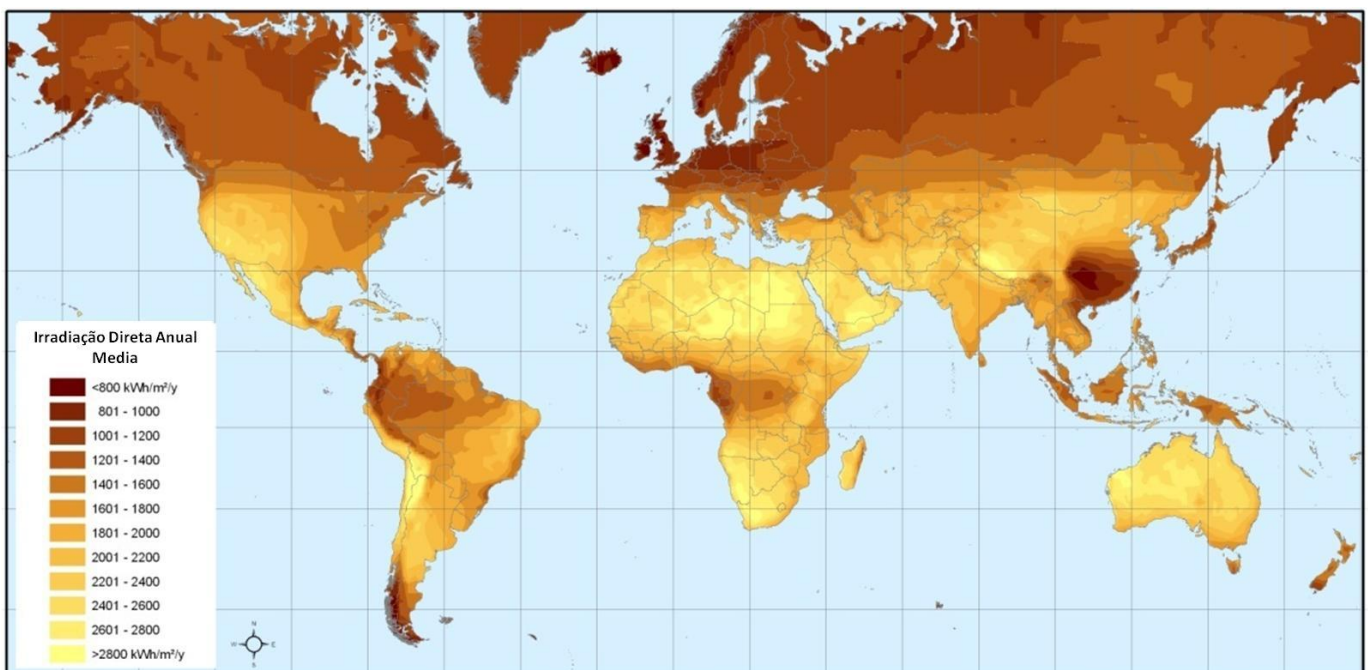 Irradiação Direta Anual
Media
<800 kWh/m²/y
801 - 1000
1001 - 1200
1201 - 1400
1401 - 1600
1601 - 1800
1801 - 2000
2001 - 2200
2201 - 2400
2401 - 2600
2601 - 2800
>2800 kWh/m²/y
N
W
E
S